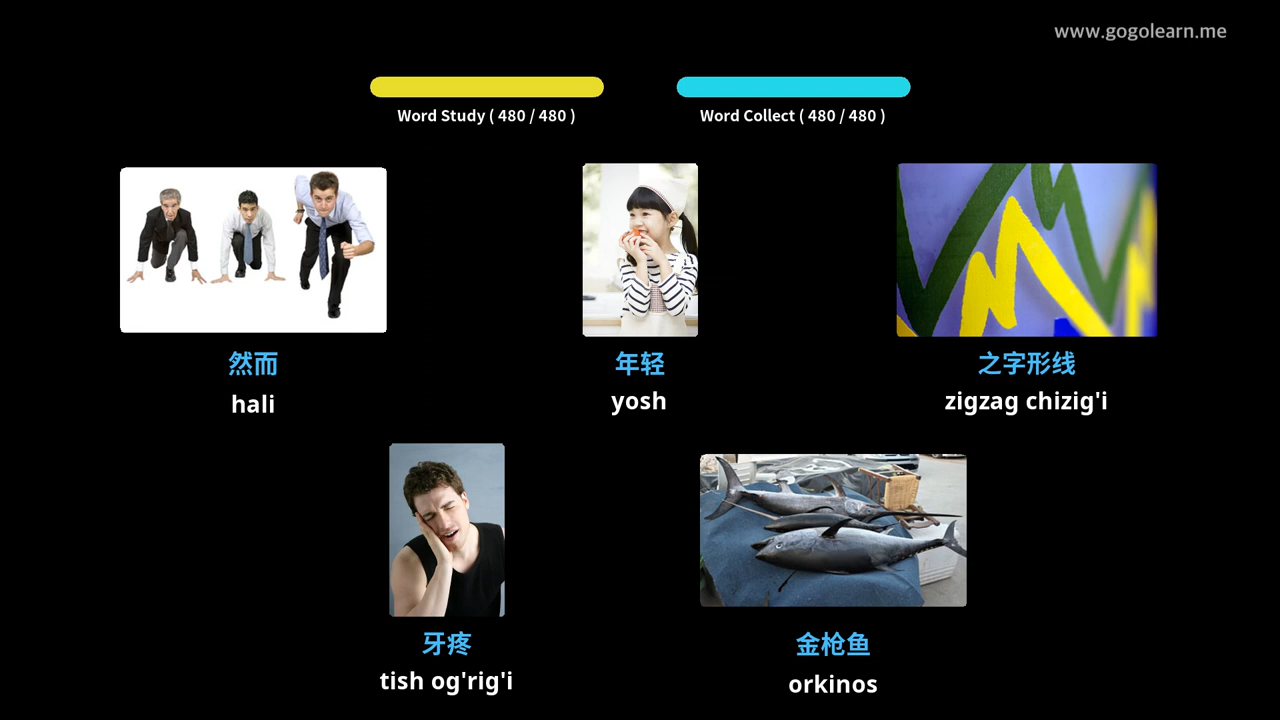 www.gogolearn.me
Word Study ( 480 / 480 )
Word Collect ( 480 / 480 )
然而
hali
年轻
yosh
之字形线
zigzag chizig'i
牙疼
tish og'rig'i
金枪鱼
orkinos